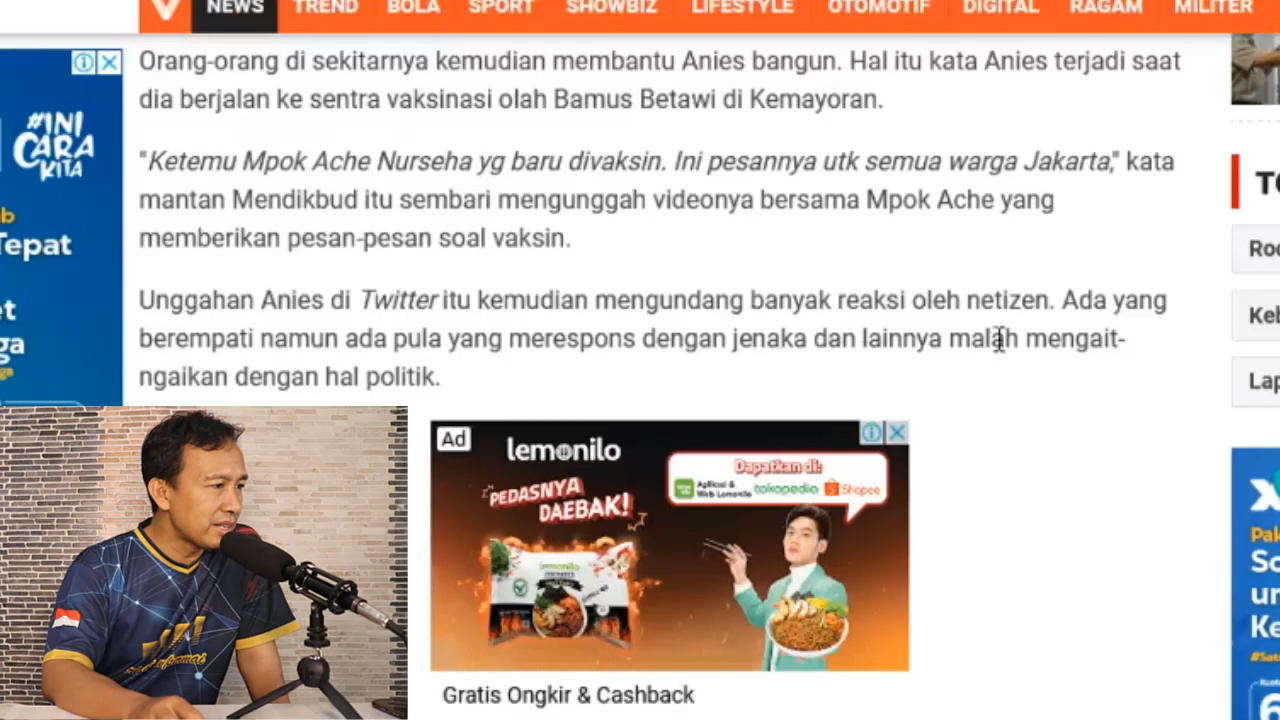 NEWS TREND BOLA SPORT SHOWBIZ LIFESTYLE OTOMOTIF DIGITAL RAGAM MILITER
Orang-orang di sekitarnya kemudian membantu Anies bangun. Hal itu kata Anies terjadi saat
dia berjalan ke sentra vaksinasi olah Bamus Betawi di Kemayoran.
"Ketemu Mpok Ache Nurseha yg baru divaksin. Ini pesannya utk semua warga Jakarta," kata
mantan Mendikbud itu sembari mengunggah videonya bersama Mpok Ache yang
memberikan pesan-pesan soal vaksin.
Unggahan Anies di Twitter itu kemudian mengundang banyak reaksi oleh netizen. Ada yang
berempati namun ada pula yang merespons dengan jenaka dan lainnya malah mengait-
ngaikan dengan hal politik.
#INI
CARA
KITA
Tepat
Ad
lemonilo
PEDASNYA
DAEBAK!
Dapatkan di:
Aplikasi &
Web Lemonilo
tokopedia
Shopee
lemonilo
Gratis Ongkir & Cashback